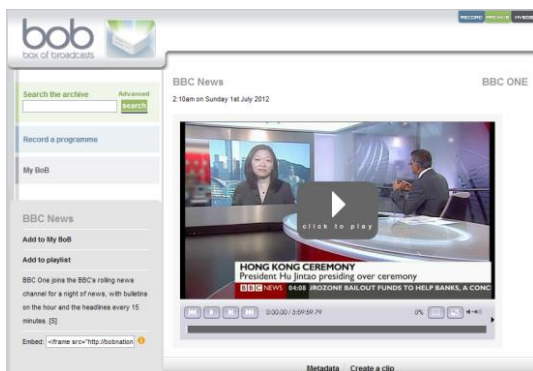 bob
box of broadcasts
RECORD ARCHIVE MYBOB
Search the archive Advanced
search
Record a programme
My BoB
BBC News
Add to My BoB
Add to playlist
BBC One joins the BBC's rolling news
channel for a night of news, with bulletins
on the hour and the headlines every 15
minutes. [S]
Embed: <iframe src="http://bobnation
BBC News BBC ONE
2:10am on Sunday 1st July 2012
click to play
HONG KONG CEREMONY
President Hu Jintao presiding over ceremony
BBC NEWS 04:08 UROZONE BAILOUT FUNDS TO HELP BANKS, A CONC
0:00.00 / 3:59:59.79 0%
Metadata Create a clip